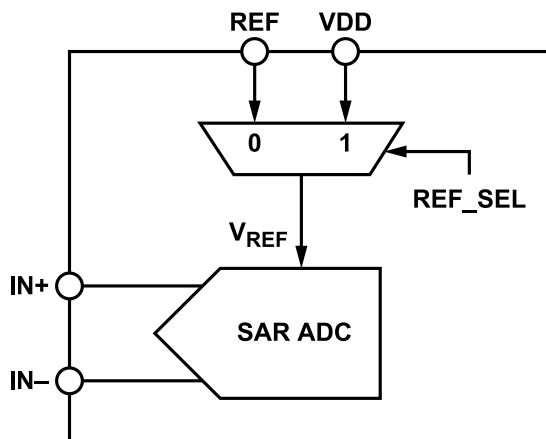 REF VDD
0 1
REF_SEL
VREF
IN+
SAR ADC
IN–